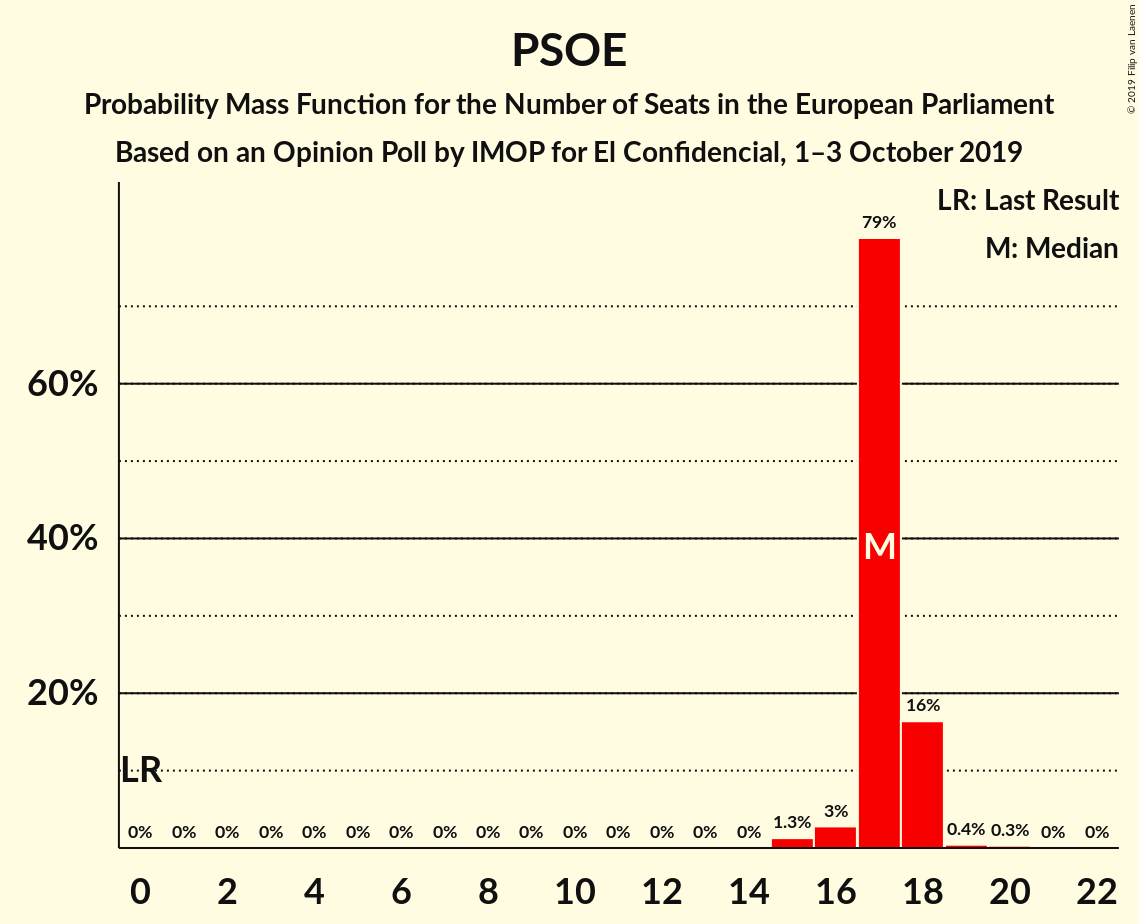 PSOE
Probability Mass Function for the Number of Seats in the European Parliament
Based on an Opinion Poll by IMOP for El Confidencial, 1–3 October 2019
© 2019 Filip van Laenen
LR: Last Result
M: Median
79%
60%
40%
M
20%
16%
LR
0% 0% 0% 0% 0% 0% 0% 0% 0% 0% 0% 0% 0% 0% 0% 1.3% 3% 0.4% 0.3% 0% 0%
0 2 4 6 8 10 12 14 16 18 20 22